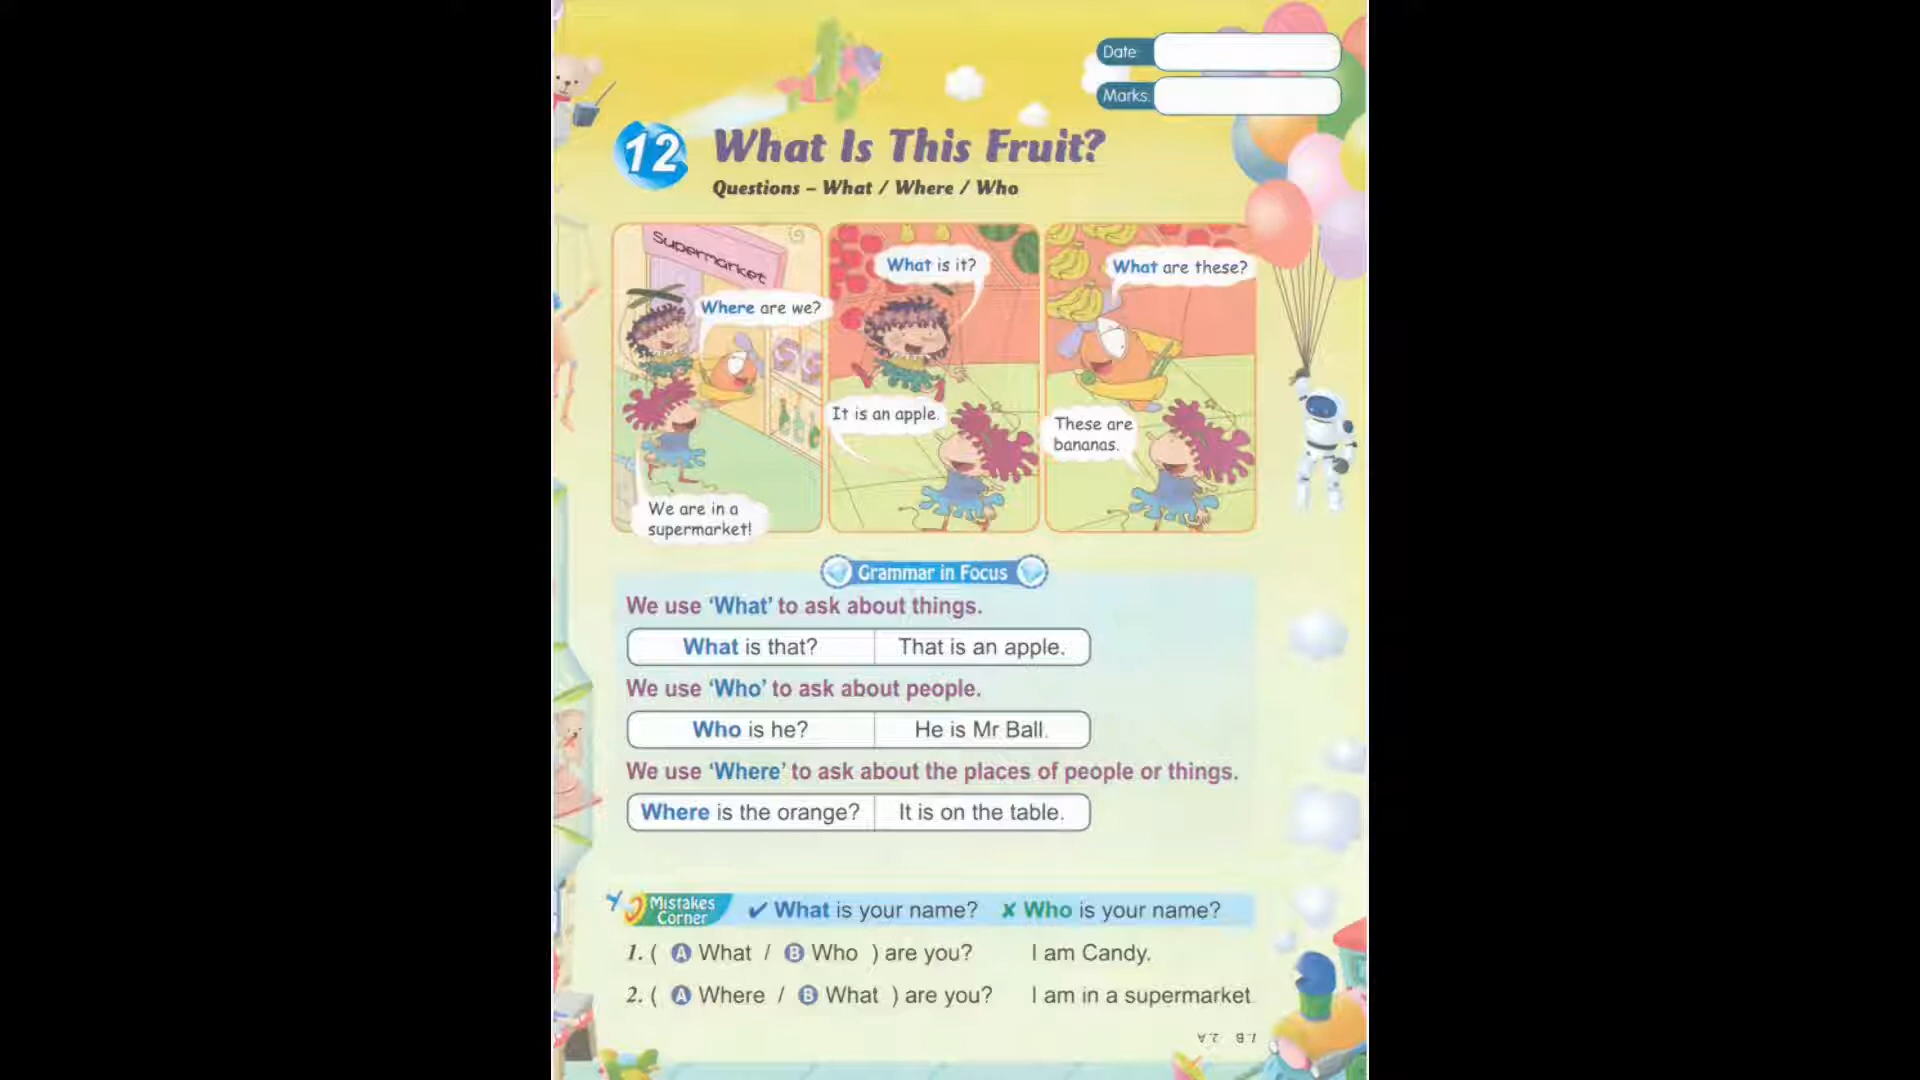 Date:
Marks:
12
What Is This Fruit?
Questions – What / Where / Who
Supermarket
Where are we?
We are in a
supermarket!
What is it?
It is an apple.
What are these?
These are
bananas.
Grammar in Focus
We use ‘What’ to ask about things.
What is that? That is an apple.
We use ‘Who’ to ask about people.
Who is he? He is Mr Ball.
We use ‘Where’ to ask about the places of people or things.
Where is the orange? It is on the table.
Mistakes
Corner
✔ What is your name? ✘ Who is your name?
1. ( A What / B Who ) are you? I am Candy.
2. ( A Where / B What ) are you? I am in a supermarket.
1. B 2. A